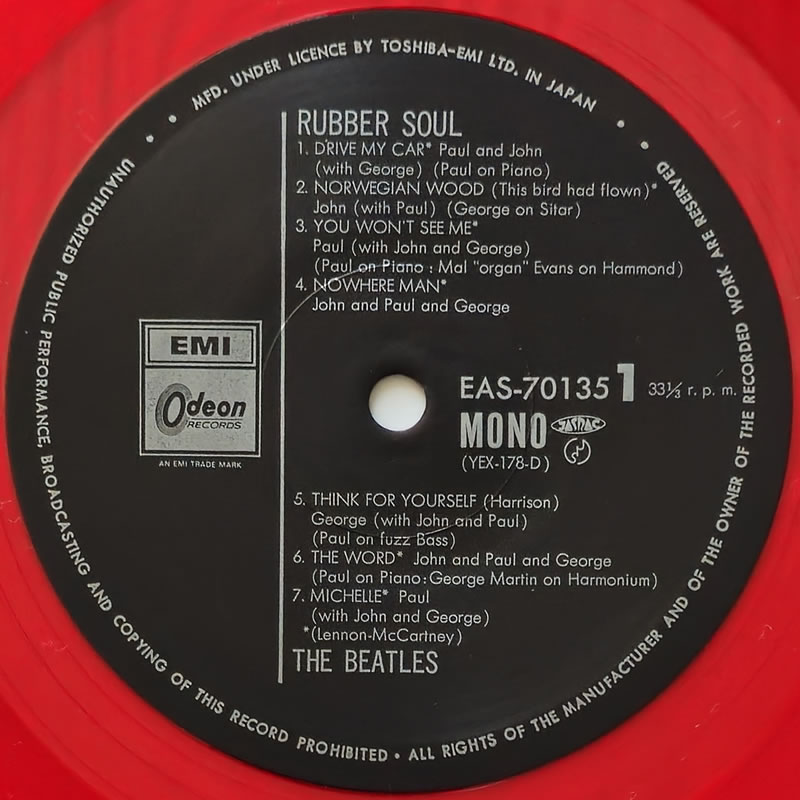 MFD. UNDER LICENCE BY TOSHIBA-EMI LTD. IN JAPAN
RUBBER SOUL
1. DRIVE MY CAR* Paul and John
(with George) (Paul on Piano)
2. NORWEGIAN WOOD (This bird had flown)*
John (with Paul) (George on Sitar)
3. YOU WON'T SEE ME*
Paul (with John and George)
(Paul on Piano : Mal "organ" Evans on Hammond)
4. NOWHERE MAN*
John and Paul and George
EMI
Odeon
RECORDS
AN EMI TRADE MARK
EAS-70135 1 33⅓ r. p. m.
MONO JASRAC
(YEX-178-D)
5. THINK FOR YOURSELF (Harrison)
George (with John and Paul)
(Paul on fuzz Bass)
6. THE WORD* John and Paul and George
(Paul on Piano:George Martin on Harmonium)
7. MICHELLE* Paul
(with John and George)
*(Lennon-McCartney)
THE BEATLES
UNAUTHORIZED PUBLIC PERFORMANCE, BROADCASTING AND COPYING OF THIS RECORD PROHIBITED • ALL RIGHTS OF THE MANUFACTURER AND OF THE OWNER OF THE RECORDED WORK ARE RESERVED